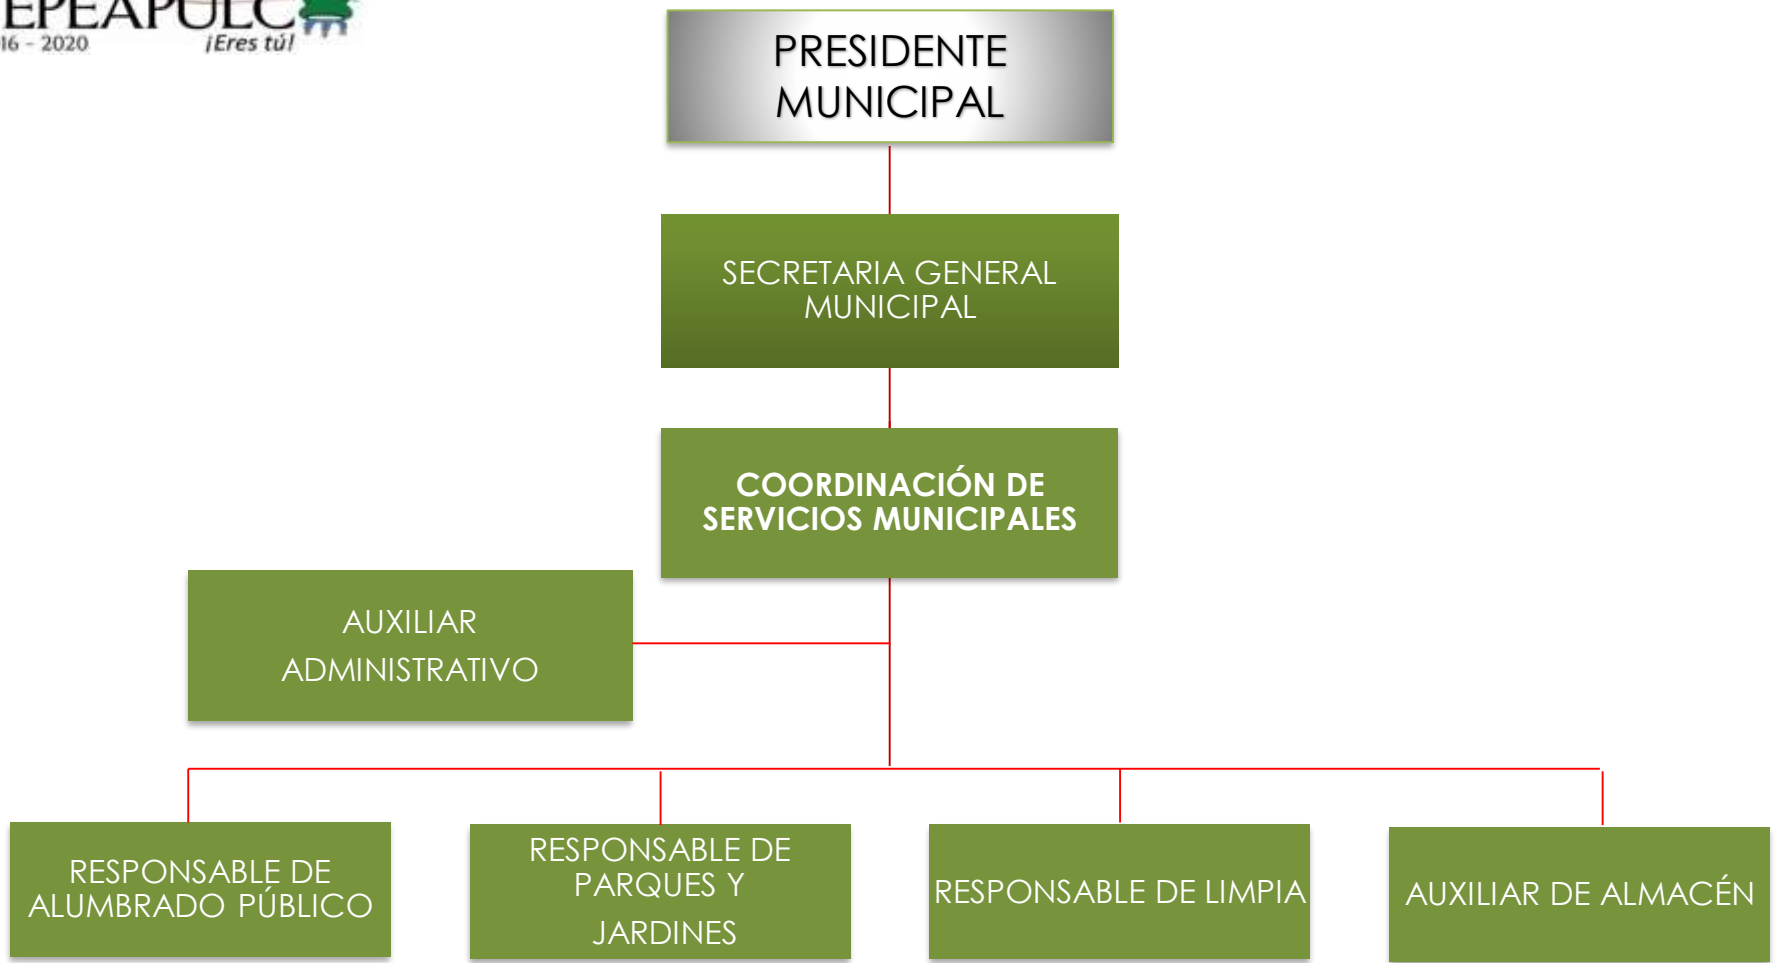 EPEAPULC
16 - 2020
¡Eres tú!
PRESIDENTE
MUNICIPAL
SECRETARIA GENERAL
MUNICIPAL
COORDINACIÓN DE
SERVICIOS MUNICIPALES
AUXILIAR
ADMINISTRATIVO
RESPONSABLE DE
ALUMBRADO PÚBLICO
RESPONSABLE DE
PARQUES Y
JARDINES
RESPONSABLE DE LIMPIA
AUXILIAR DE ALMACÉN